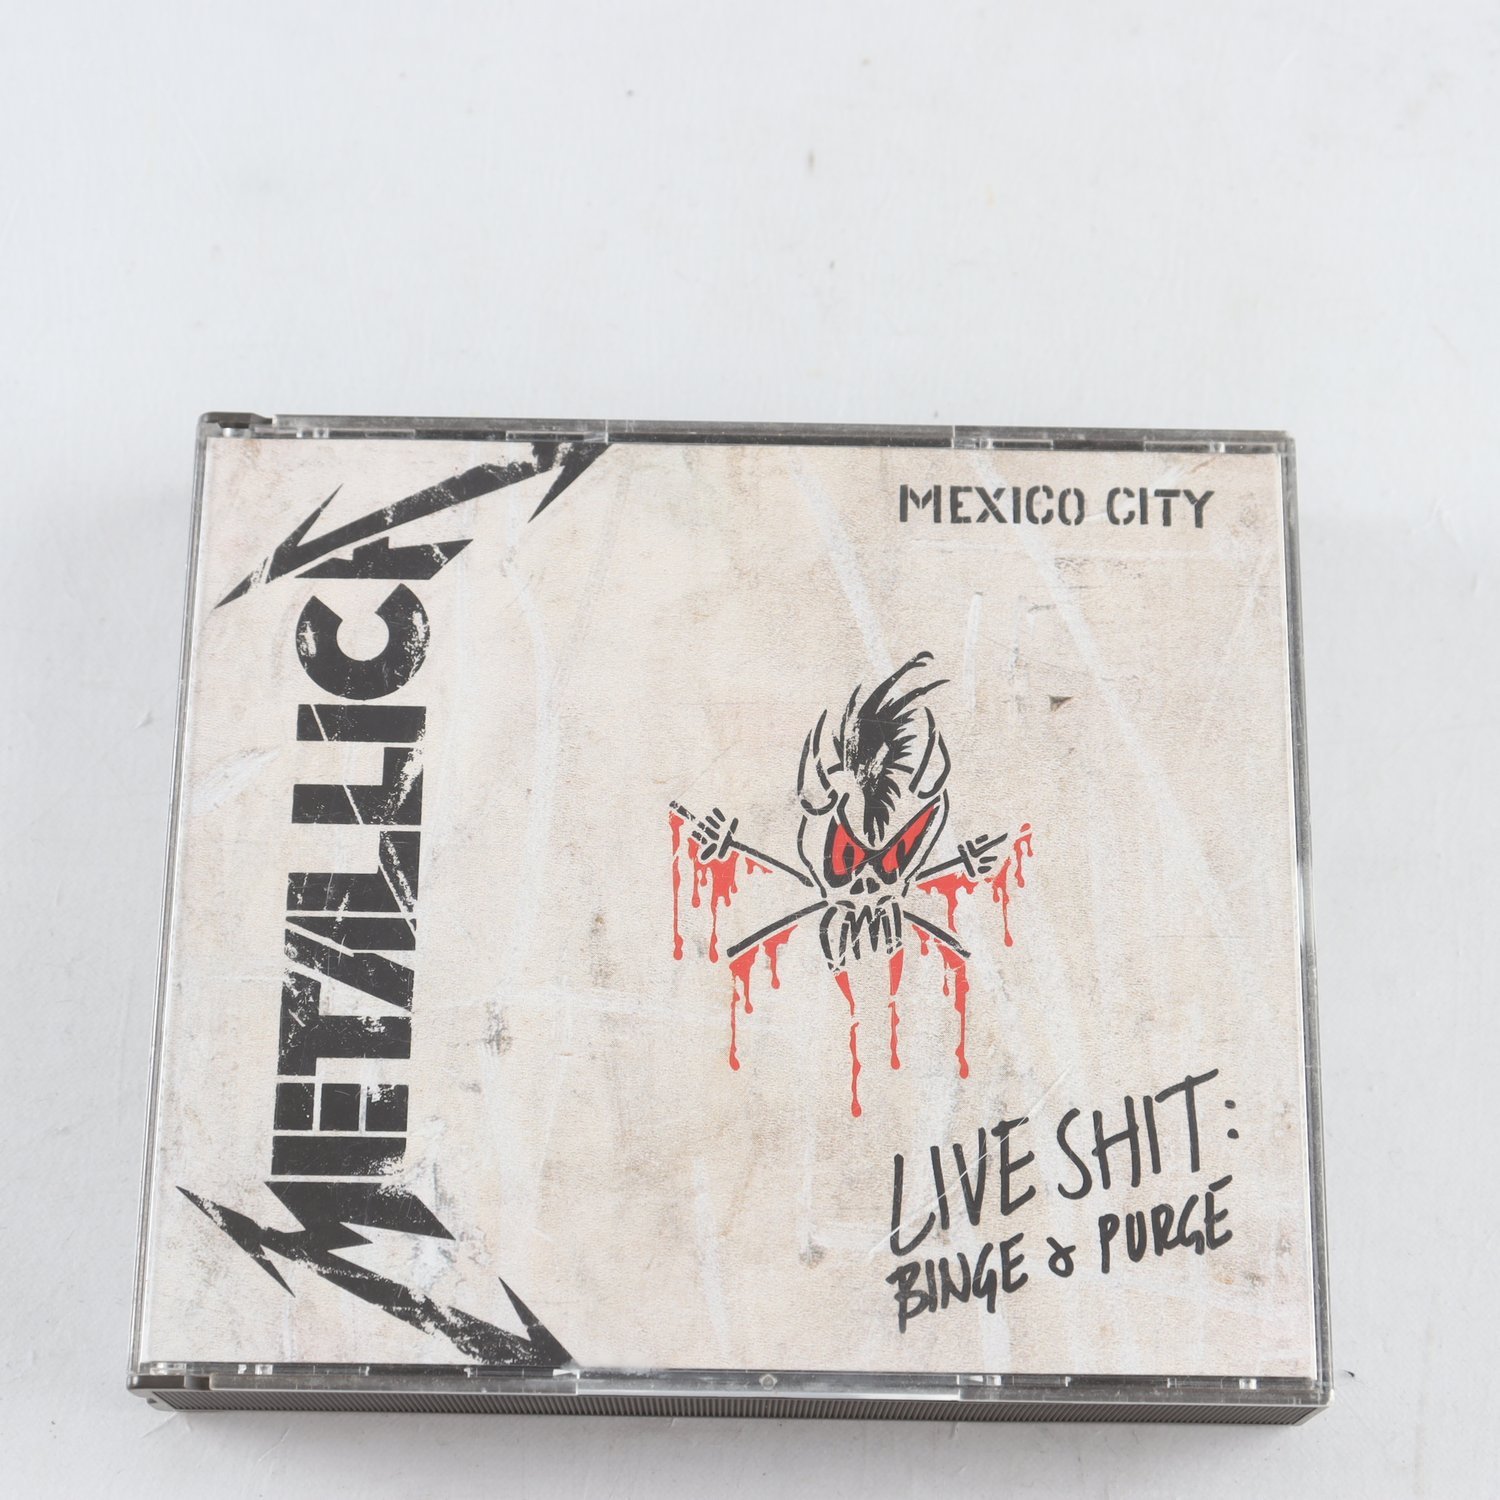 METALLICA
MEXICO CITY
LIVE SHIT:
BINGE & PURGE